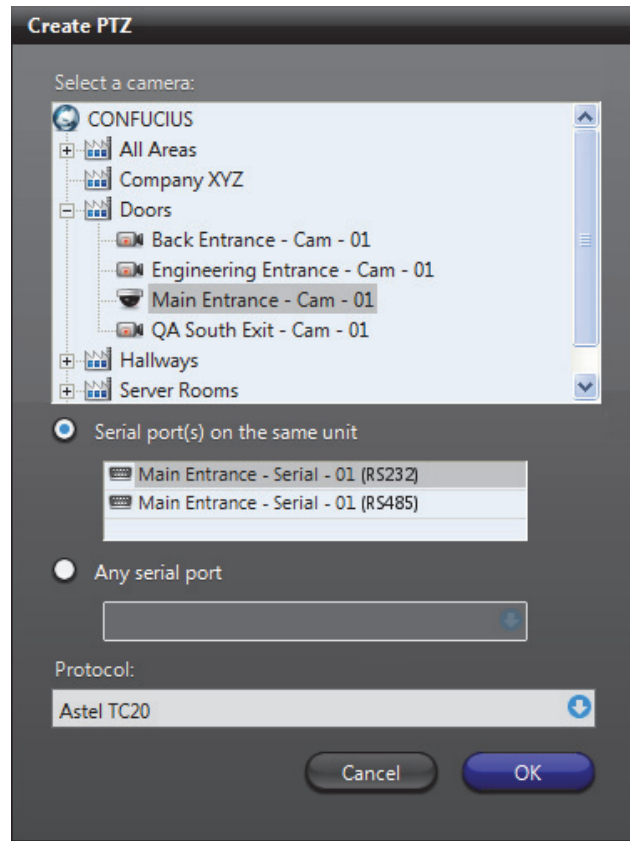 Create PTZ
Select a camera:
CONFUCIUS
All Areas
Company XYZ
Doors
Back Entrance - Cam - 01
Engineering Entrance - Cam - 01
Main Entrance - Cam - 01
QA South Exit - Cam - 01
Hallways
Server Rooms
Serial port(s) on the same unit
Main Entrance - Serial - 01 (RS232)
Main Entrance - Serial - 01 (RS485)
Any serial port
Protocol:
Astel TC20
Cancel OK